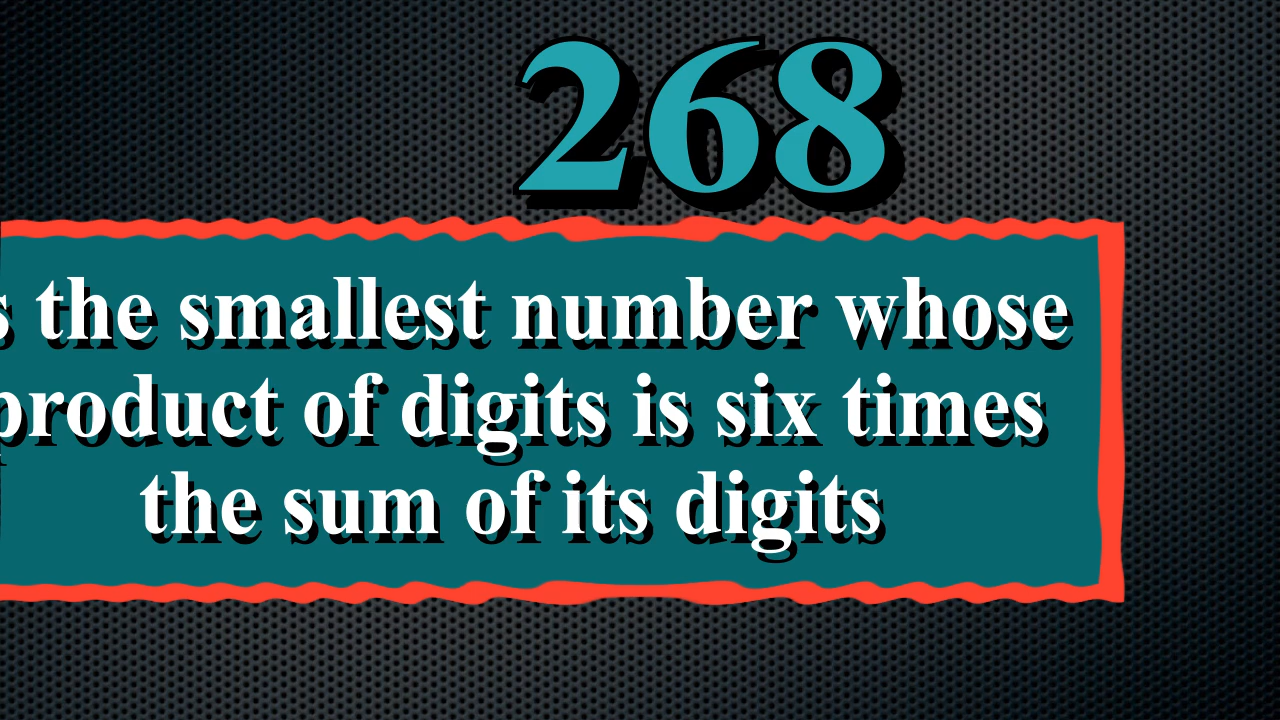 268
s the smallest number whose
product of digits is six times
the sum of its digits